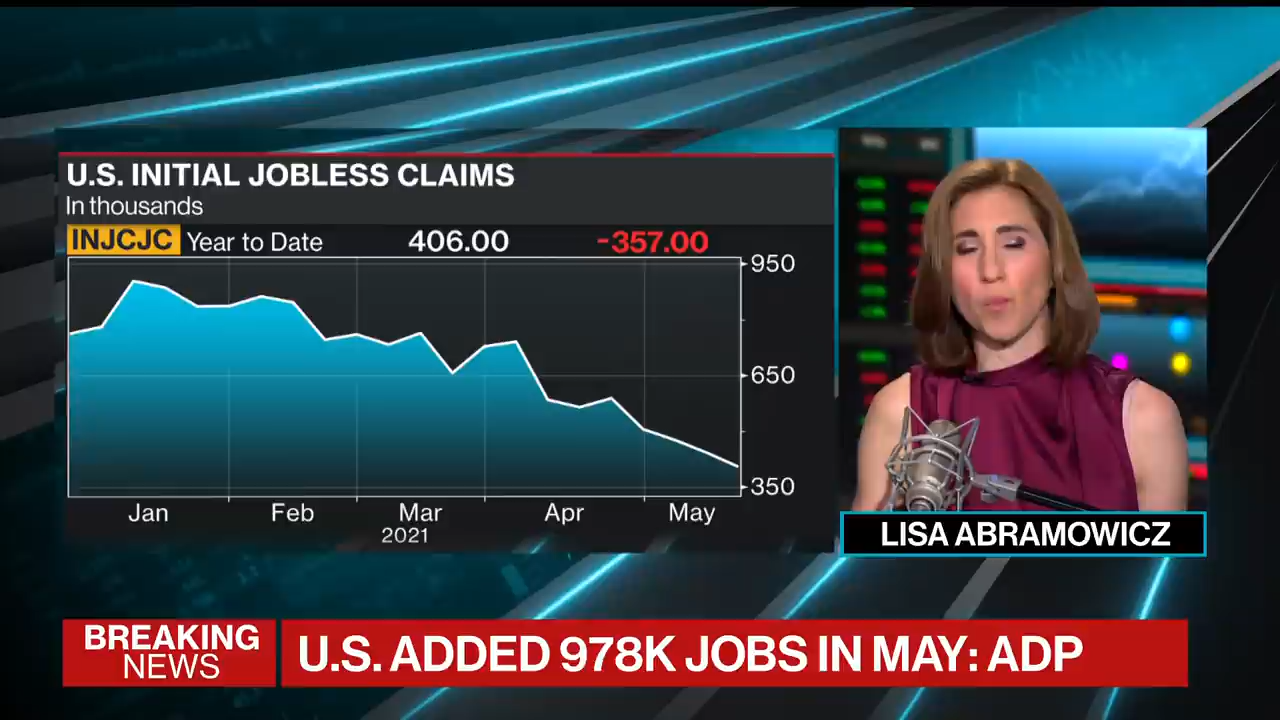 U.S. INITIAL JOBLESS CLAIMS
In thousands
INJCJC Year to Date 406.00 -357.00
950
650
350
Jan Feb Mar Apr May
2021
LISA ABRAMOWICZ
BREAKING
NEWS
U.S. ADDED 978K JOBS IN MAY: ADP